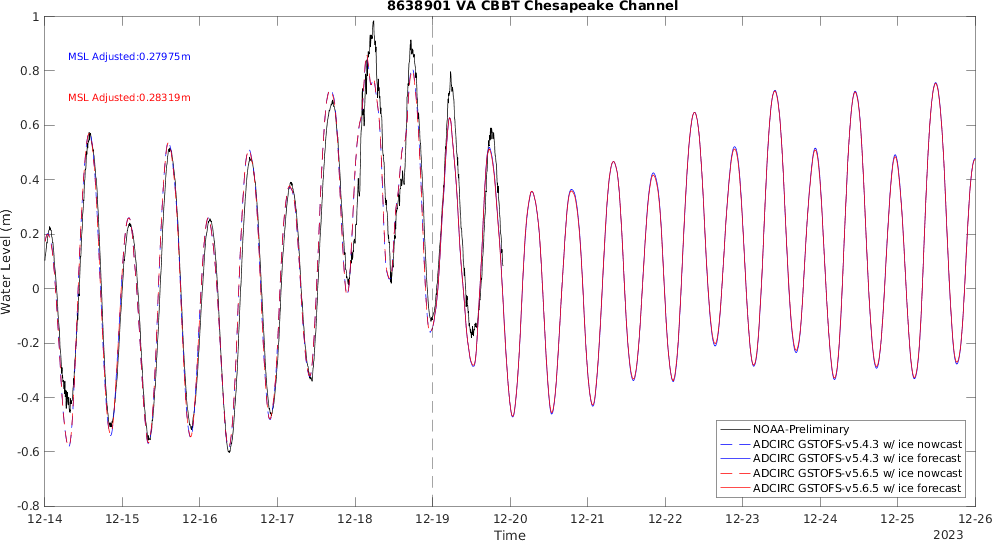 8638901 VA CBBT Chesapeake Channel
MSL Adjusted:0.27975m
MSL Adjusted:0.28319m
Water Level (m)
1
0.8
0.6
0.4
0.2
0
-0.2
-0.4
-0.6
-0.8
NOAA-Preliminary
ADCIRC GSTOFS-v5.4.3 w/ ice nowcast
ADCIRC GSTOFS-v5.4.3 w/ ice forecast
ADCIRC GSTOFS-v5.6.5 w/ ice nowcast
ADCIRC GSTOFS-v5.6.5 w/ ice forecast
12-14 12-15 12-16 12-17 12-18 12-19 12-20 12-21 12-22 12-23 12-24 12-25 12-26
Time
2023